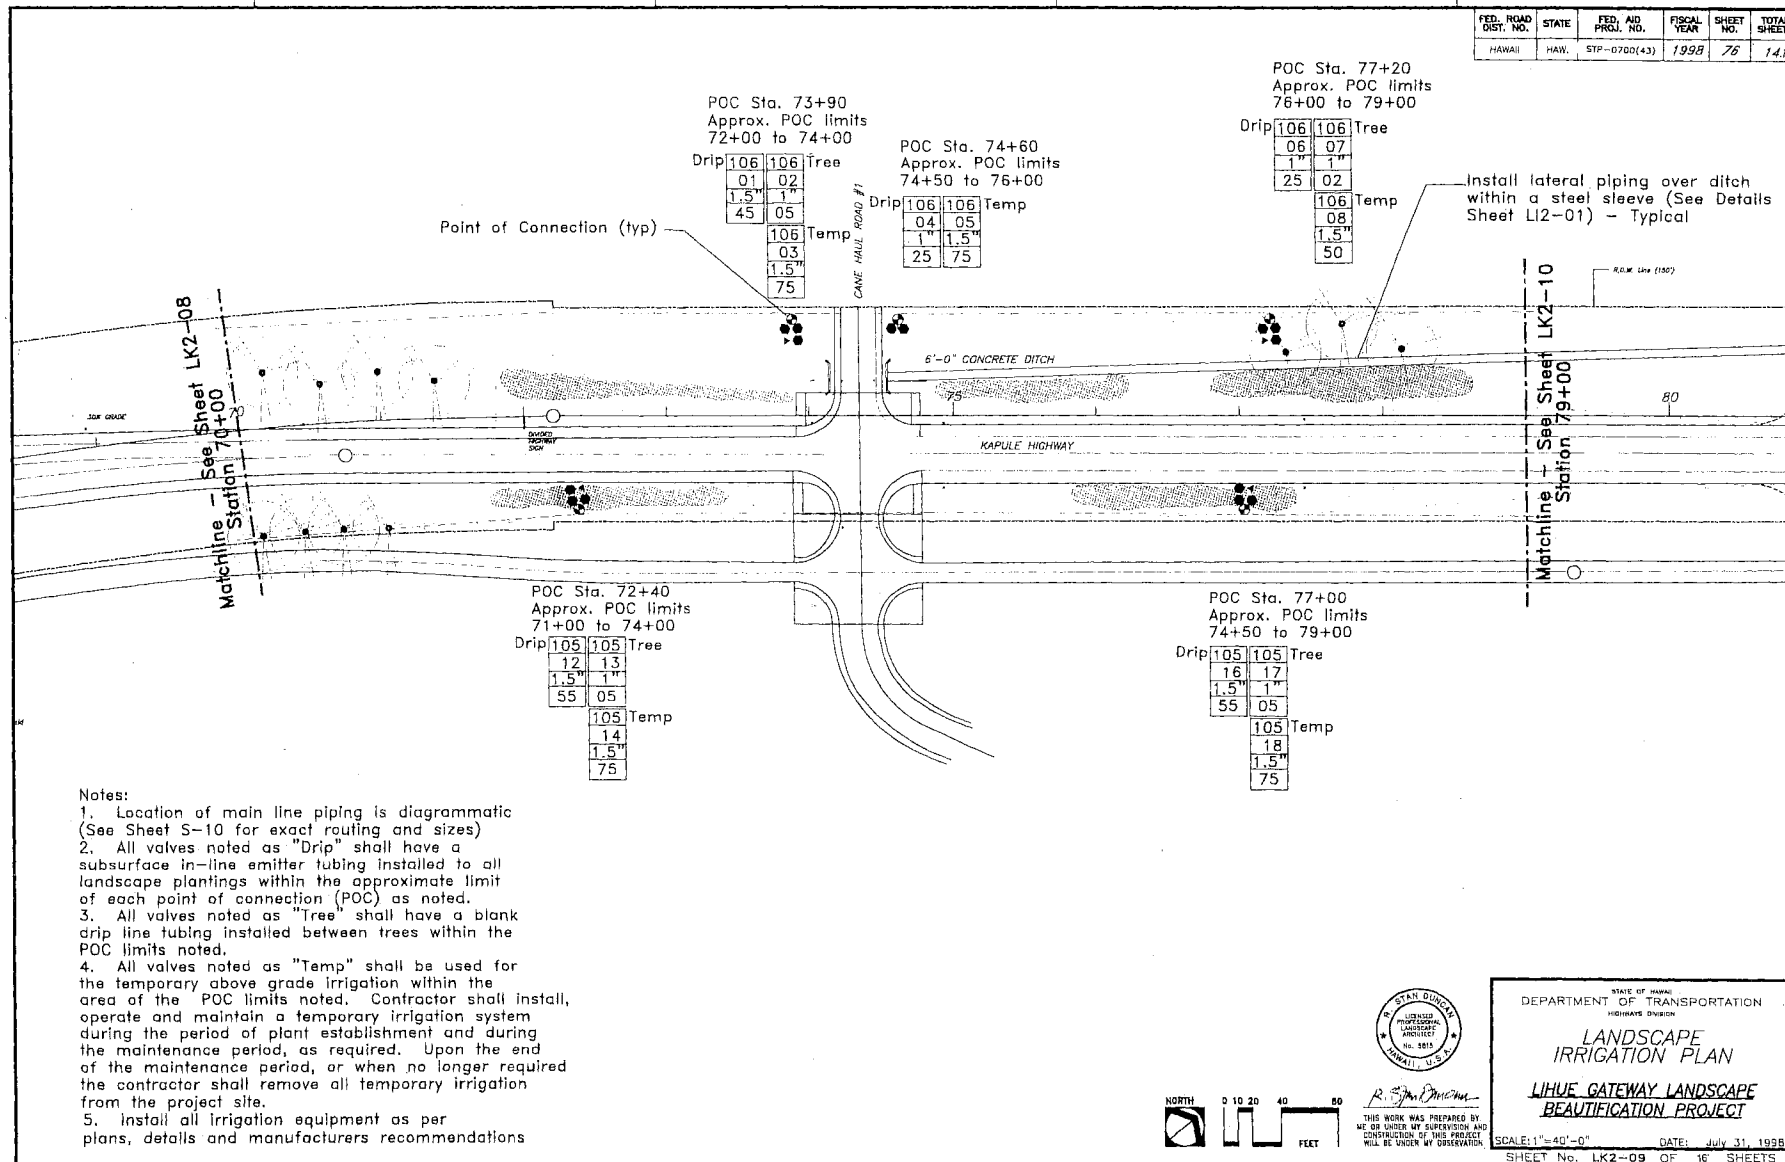 FED. ROAD DIST. NO.
STATE
FED. AID PROJ. NO.
FISCAL YEAR
SHEET NO.
HAWAII
HAW.
STP-0700(43)
1998
76
POC Sta. 73+90
Approx. POC limits
72+00 to 74+00
Drip 106 106 Tree
01 02
1.5" 1"
45 05
106 Temp
03
1.5"
75
POC Sta. 74+60
Approx. POC limits
74+50 to 76+00
Drip 106 106 Temp
04 05
1" 1.5"
25 75
POC Sta. 77+20
Approx. POC limits
76+00 to 79+00
Drip 106 106 Tree
06 07
1" 1"
25 02
106 Temp
08
1.5"
50
Install lateral piping over ditch
within a steel sleeve (See Details
Sheet LI2-01) - Typical
Point of Connection (typ)
CANE HAUL ROAD #1
R.O.W. Line (150')
Matchline - See Sheet LK2-08
Station 70+00
Matchline - See Sheet LK2-10
Station 79+00
6'-0" CONCRETE DITCH
70
75
80
DIVIDED
HIGHWAY
SIGN
KAPULE HIGHWAY
POC Sta. 72+40
Approx. POC limits
71+00 to 74+00
Drip 105 105 Tree
12 13
1.5" 1"
55 05
105 Temp
14
1.5"
75
POC Sta. 77+00
Approx. POC limits
74+50 to 79+00
Drip 105 105 Tree
16 17
1.5" 1"
55 05
105 Temp
18
1.5"
75
Notes:
1. Location of main line piping is diagrammatic
(See Sheet S-10 for exact routing and sizes)
2. All valves noted as "Drip" shall have a
subsurface in-line emitter tubing installed to all
landscape plantings within the approximate limit
of each point of connection (POC) as noted.
3. All valves noted as "Tree" shall have a blank
drip line tubing installed between trees within the
POC limits noted.
4. All valves noted as "Temp" shall be used for
the temporary above grade irrigation within the
area of the POC limits noted. Contractor shall install,
operate and maintain a temporary irrigation system
during the period of plant establishment and during
the maintenance period, as required. Upon the end
of the maintenance period, or when no longer required
the contractor shall remove all temporary irrigation
from the project site.
5. Install all irrigation equipment as per
plans, details and manufacturers recommendations
NORTH
0 10 20 40 80
FEET
R. STAN DUNCAN
LICENSED
PROFESSIONAL
LANDSCAPE
ARCHITECT
HAWAII, U.S.A.
THIS WORK WAS PREPARED BY
ME OR UNDER MY SUPERVISION AND
CONSTRUCTION OF THIS PROJECT
WILL BE UNDER MY OBSERVATION.
STATE OF HAWAII
DEPARTMENT OF TRANSPORTATION
HIGHWAYS DIVISION
LANDSCAPE
IRRIGATION PLAN
LIHUE GATEWAY LANDSCAPE
BEAUTIFICATION PROJECT
SCALE: 1"=40'-0" DATE: July 31, 1998
SHEET No. LK2-09 OF 16 SHEETS